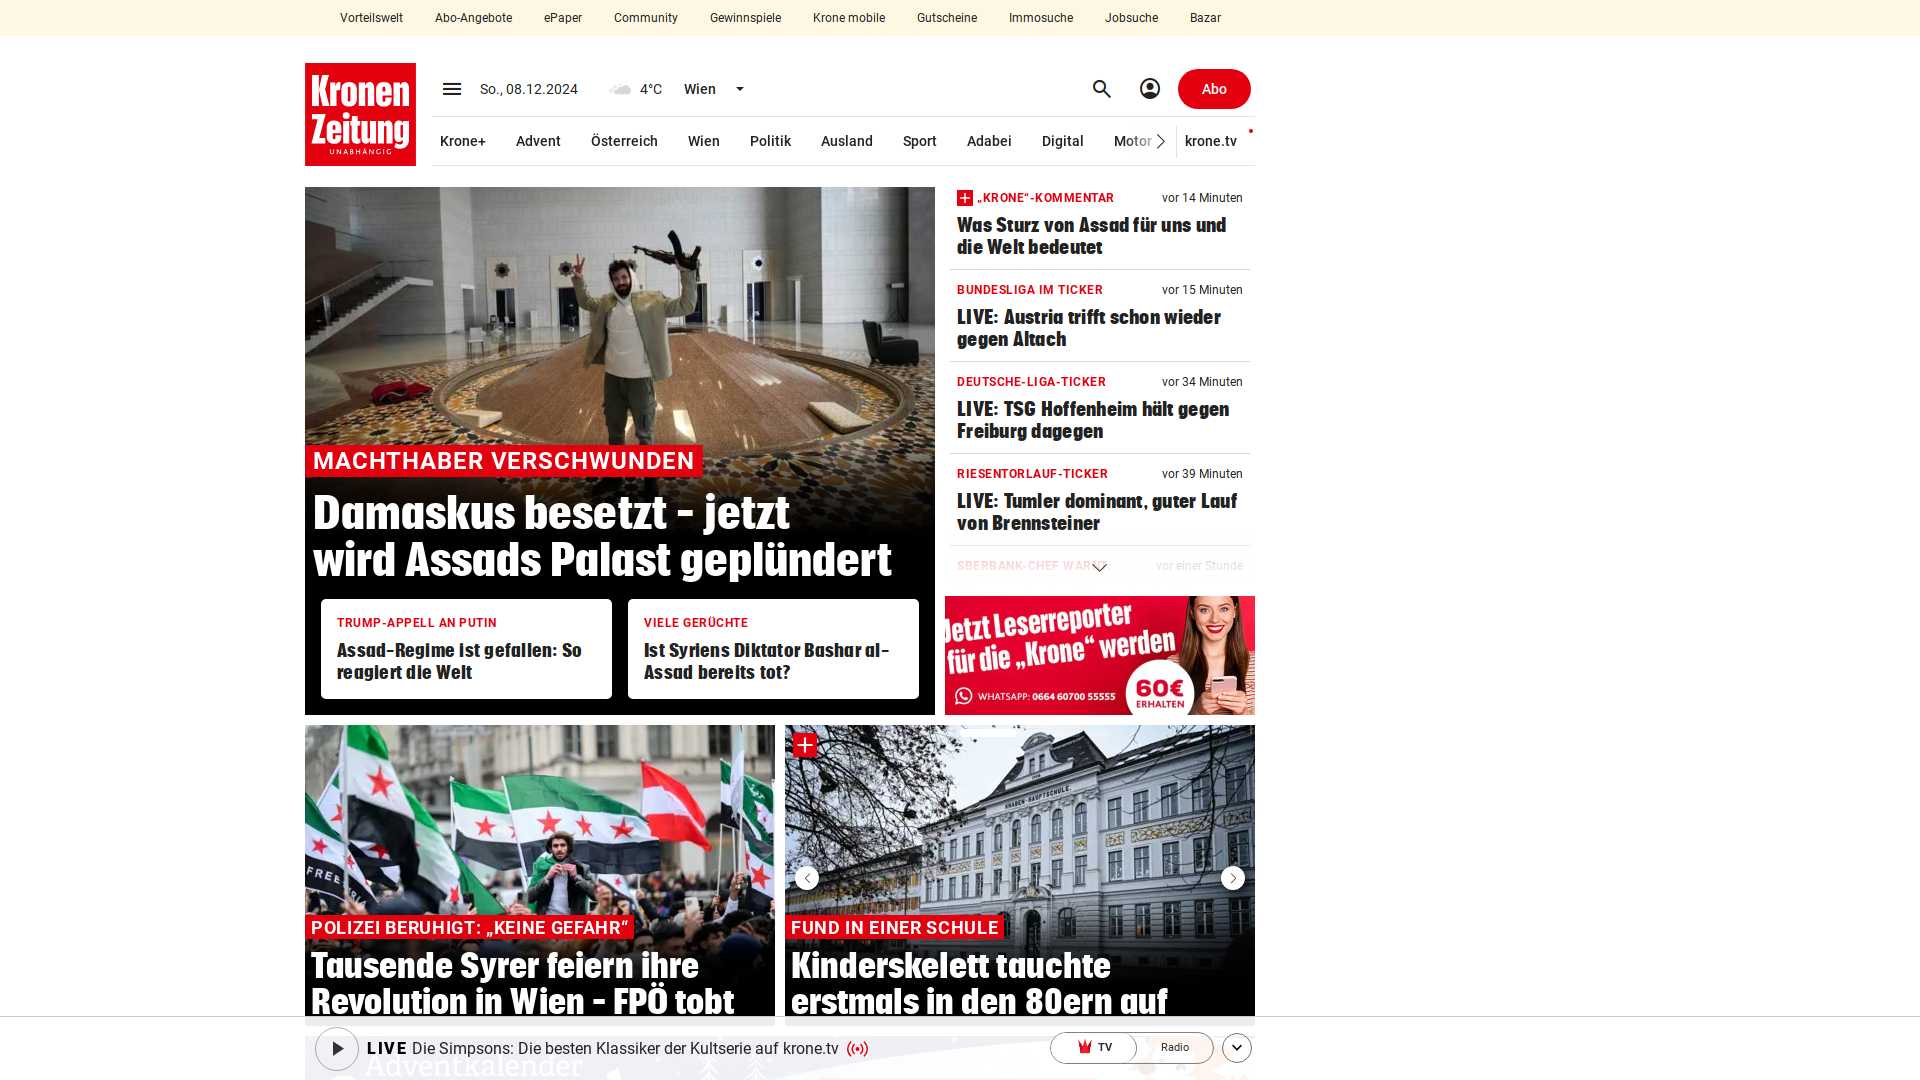 Vorteilswelt Abo-Angebote ePaper Community Gewinnspiele Krone mobile Gutscheine Immosuche Jobsuche Bazar
Kronen
Zeitung
UNABHÄNGIG
So., 08.12.2024 4°C Wien Abo
Krone+ Advent Österreich Wien Politik Ausland Sport Adabei Digital Motor krone.tv
MACHTHABER VERSCHWUNDEN
Damaskus besetzt – jetzt
wird Assads Palast geplündert
TRUMP-APPELL AN PUTIN
Assad-Regime ist gefallen: So
reagiert die Welt
VIELE GERÜCHTE
Ist Syriens Diktator Bashar al-
Assad bereits tot?
„KRONE“-KOMMENTAR vor 14 Minuten
Was Sturz von Assad für uns und
die Welt bedeutet
BUNDESLIGA IM TICKER vor 15 Minuten
LIVE: Austria trifft schon wieder
gegen Altach
DEUTSCHE-LIGA-TICKER vor 34 Minuten
LIVE: TSG Hoffenheim hält gegen
Freiburg dagegen
RIESENTORLAUF-TICKER vor 39 Minuten
LIVE: Tumler dominant, guter Lauf
von Brennsteiner
SBERBANK-CHEF WARNT vor einer Stunde
Jetzt Leserreporter
für die „Krone“ werden
WHATSAPP: 0664 60700 55555
60€
ERHALTEN
FREE
POLIZEI BERUHIGT: „KEINE GEFAHR“
Tausende Syrer feiern ihre
Revolution in Wien – FPÖ tobt
KNABEN-HAUPTSCHULE.
FUND IN EINER SCHULE
Kinderskelett tauchte
erstmals in den 80ern auf
LIVE Die Simpsons: Die besten Klassiker der Kultserie auf krone.tv TV Radio
Adventkalender